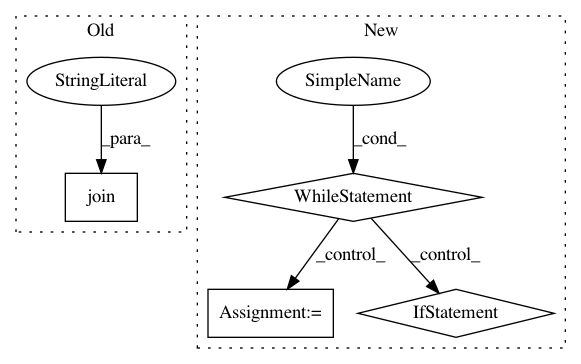 Old
New
StringLiteral
SimpleName
_para_
_cond_
join
WhileStatement
_control_
_control_
Assignment:=
IfStatement